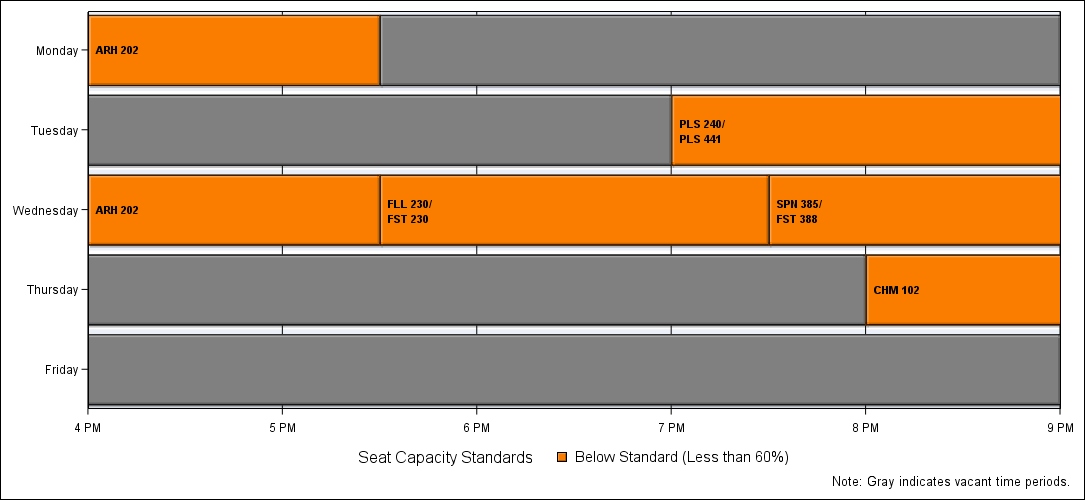 Monday
ARH 202
Tuesday
PLS 240/
PLS 441
Wednesday
ARH 202
FLL 230/
FST 230
SPN 385/
FST 388
Thursday
CHM 102
Friday
4 PM 5 PM 6 PM 7 PM 8 PM 9 PM
Seat Capacity Standards Below Standard (Less than 60%)
Note: Gray indicates vacant time periods.